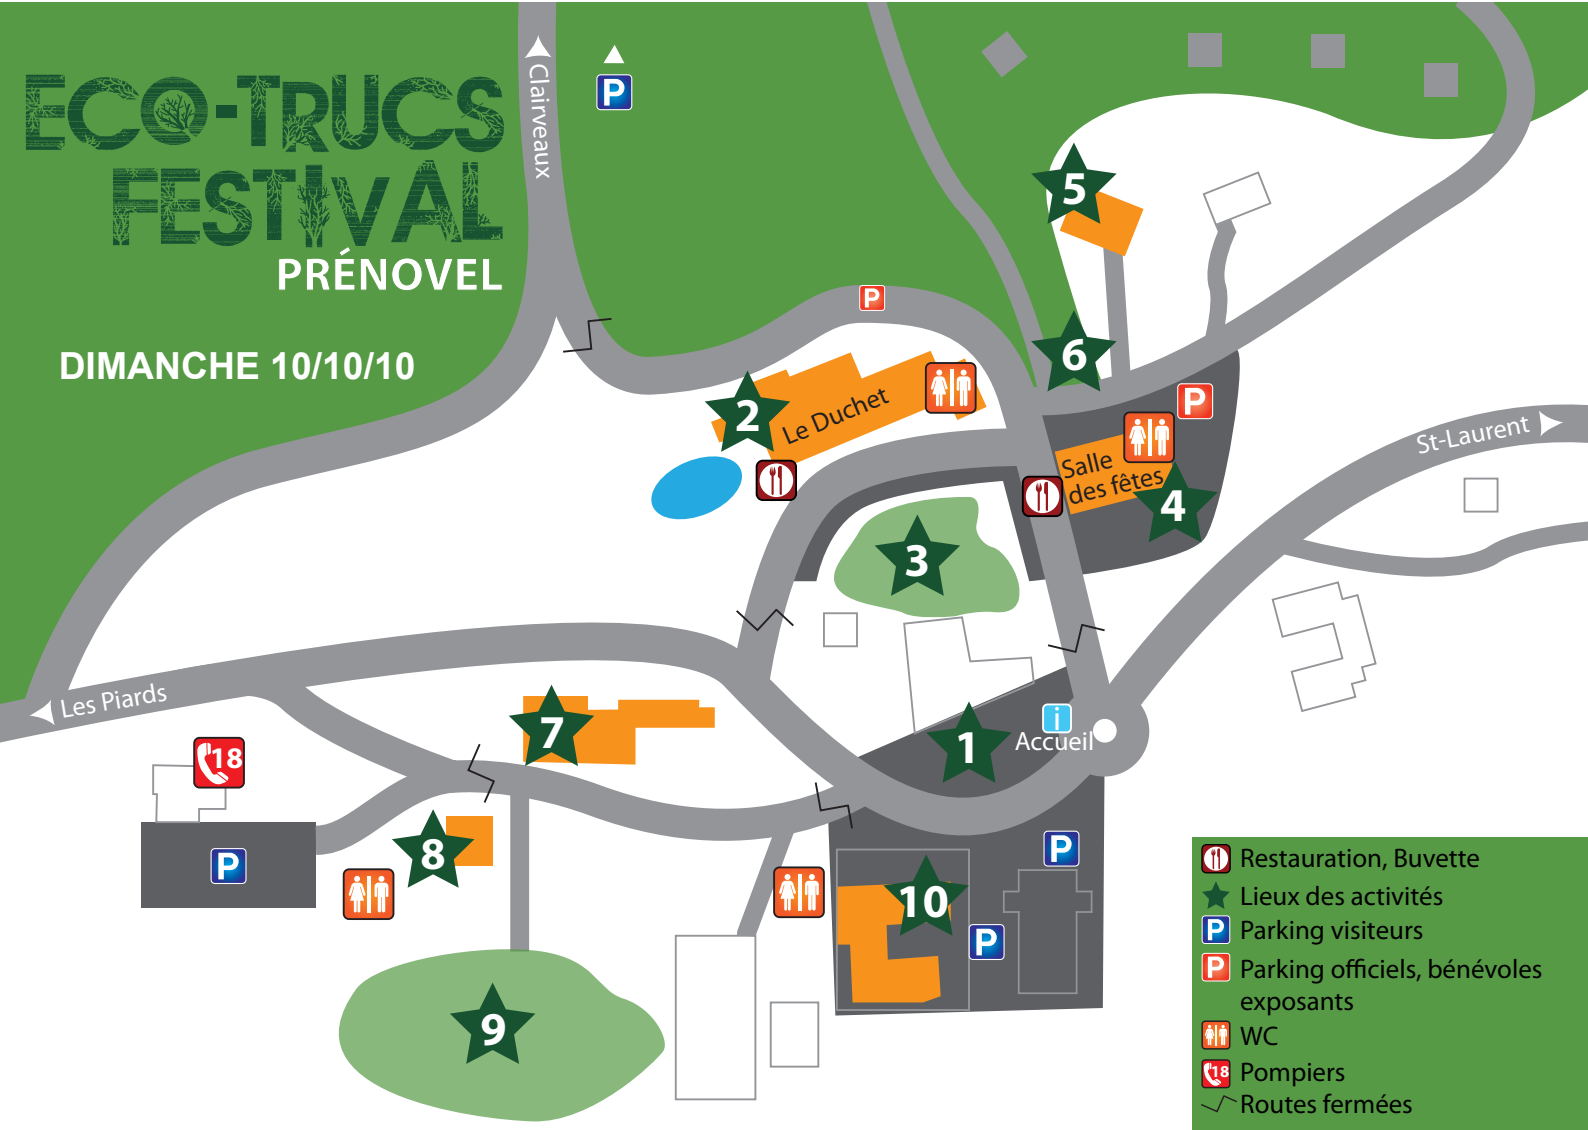 ECO-TRUCS
FESTIVAL
PRÉNOVEL
DIMANCHE 10/10/10
Clairveaux
P
5
P
6
2
Le Duchet
P
Salle
des fêtes
4
St-Laurent
3
Les Piards
7
1
i
Accueil
18
8
P
P
10
P
9
Restauration, Buvette
Lieux des activités
P Parking visiteurs
P Parking officiels, bénévoles
exposants
WC
18 Pompiers
Routes fermées